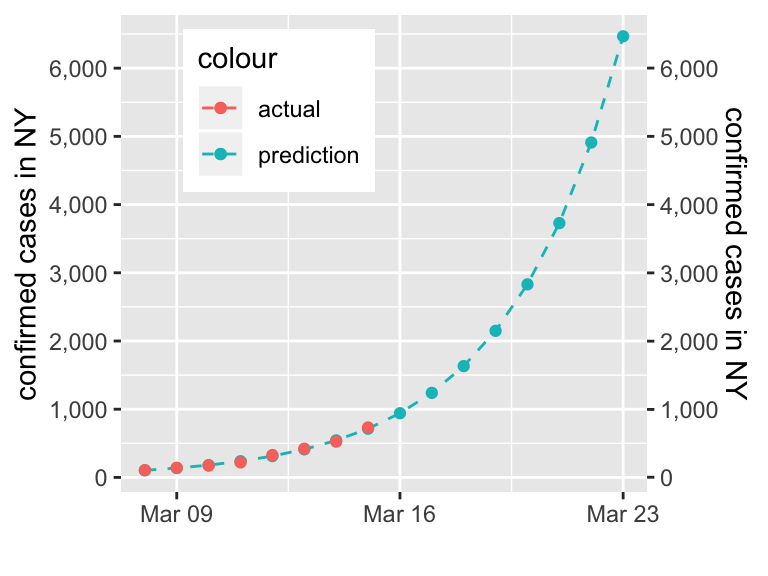 colour
actual
prediction
confirmed cases in NY
6,000
5,000
4,000
3,000
2,000
1,000
0
6,000
5,000
4,000
3,000
2,000
1,000
0
confirmed cases in NY
Mar 09
Mar 16
Mar 23